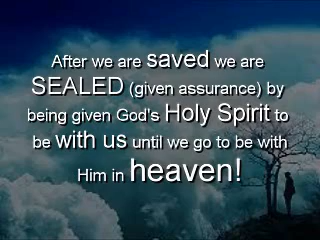 After we are saved we are
SEALED (given assurance) by
being given God's Holy Spirit to
be with us until we go to be with
Him in heaven!